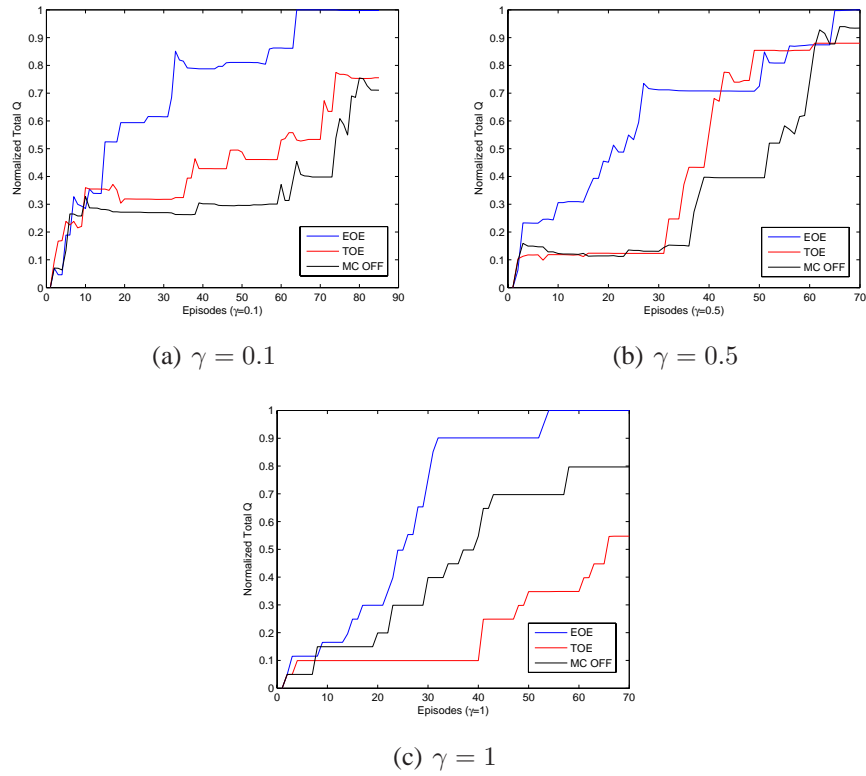 1
0.9
0.8
0.7
0.6
0.5
0.4
0.3
0.2
0.1
0
Normalized Total Q
0 10 20 30 40 50 60 70 80 90
Episodes (γ=0.1)
EOE
TOE
MC OFF
(a) γ = 0.1
1
0.9
0.8
0.7
0.6
0.5
0.4
0.3
0.2
0.1
0
Normalized Total Q
0 10 20 30 40 50 60 70
Episodes (γ=0.5)
EOE
TOE
MC OFF
(b) γ = 0.5
1
0.9
0.8
0.7
0.6
0.5
0.4
0.3
0.2
0.1
0
Normalized Total Q
0 10 20 30 40 50 60 70
Episodes (γ=1)
EOE
TOE
MC OFF
(c) γ = 1